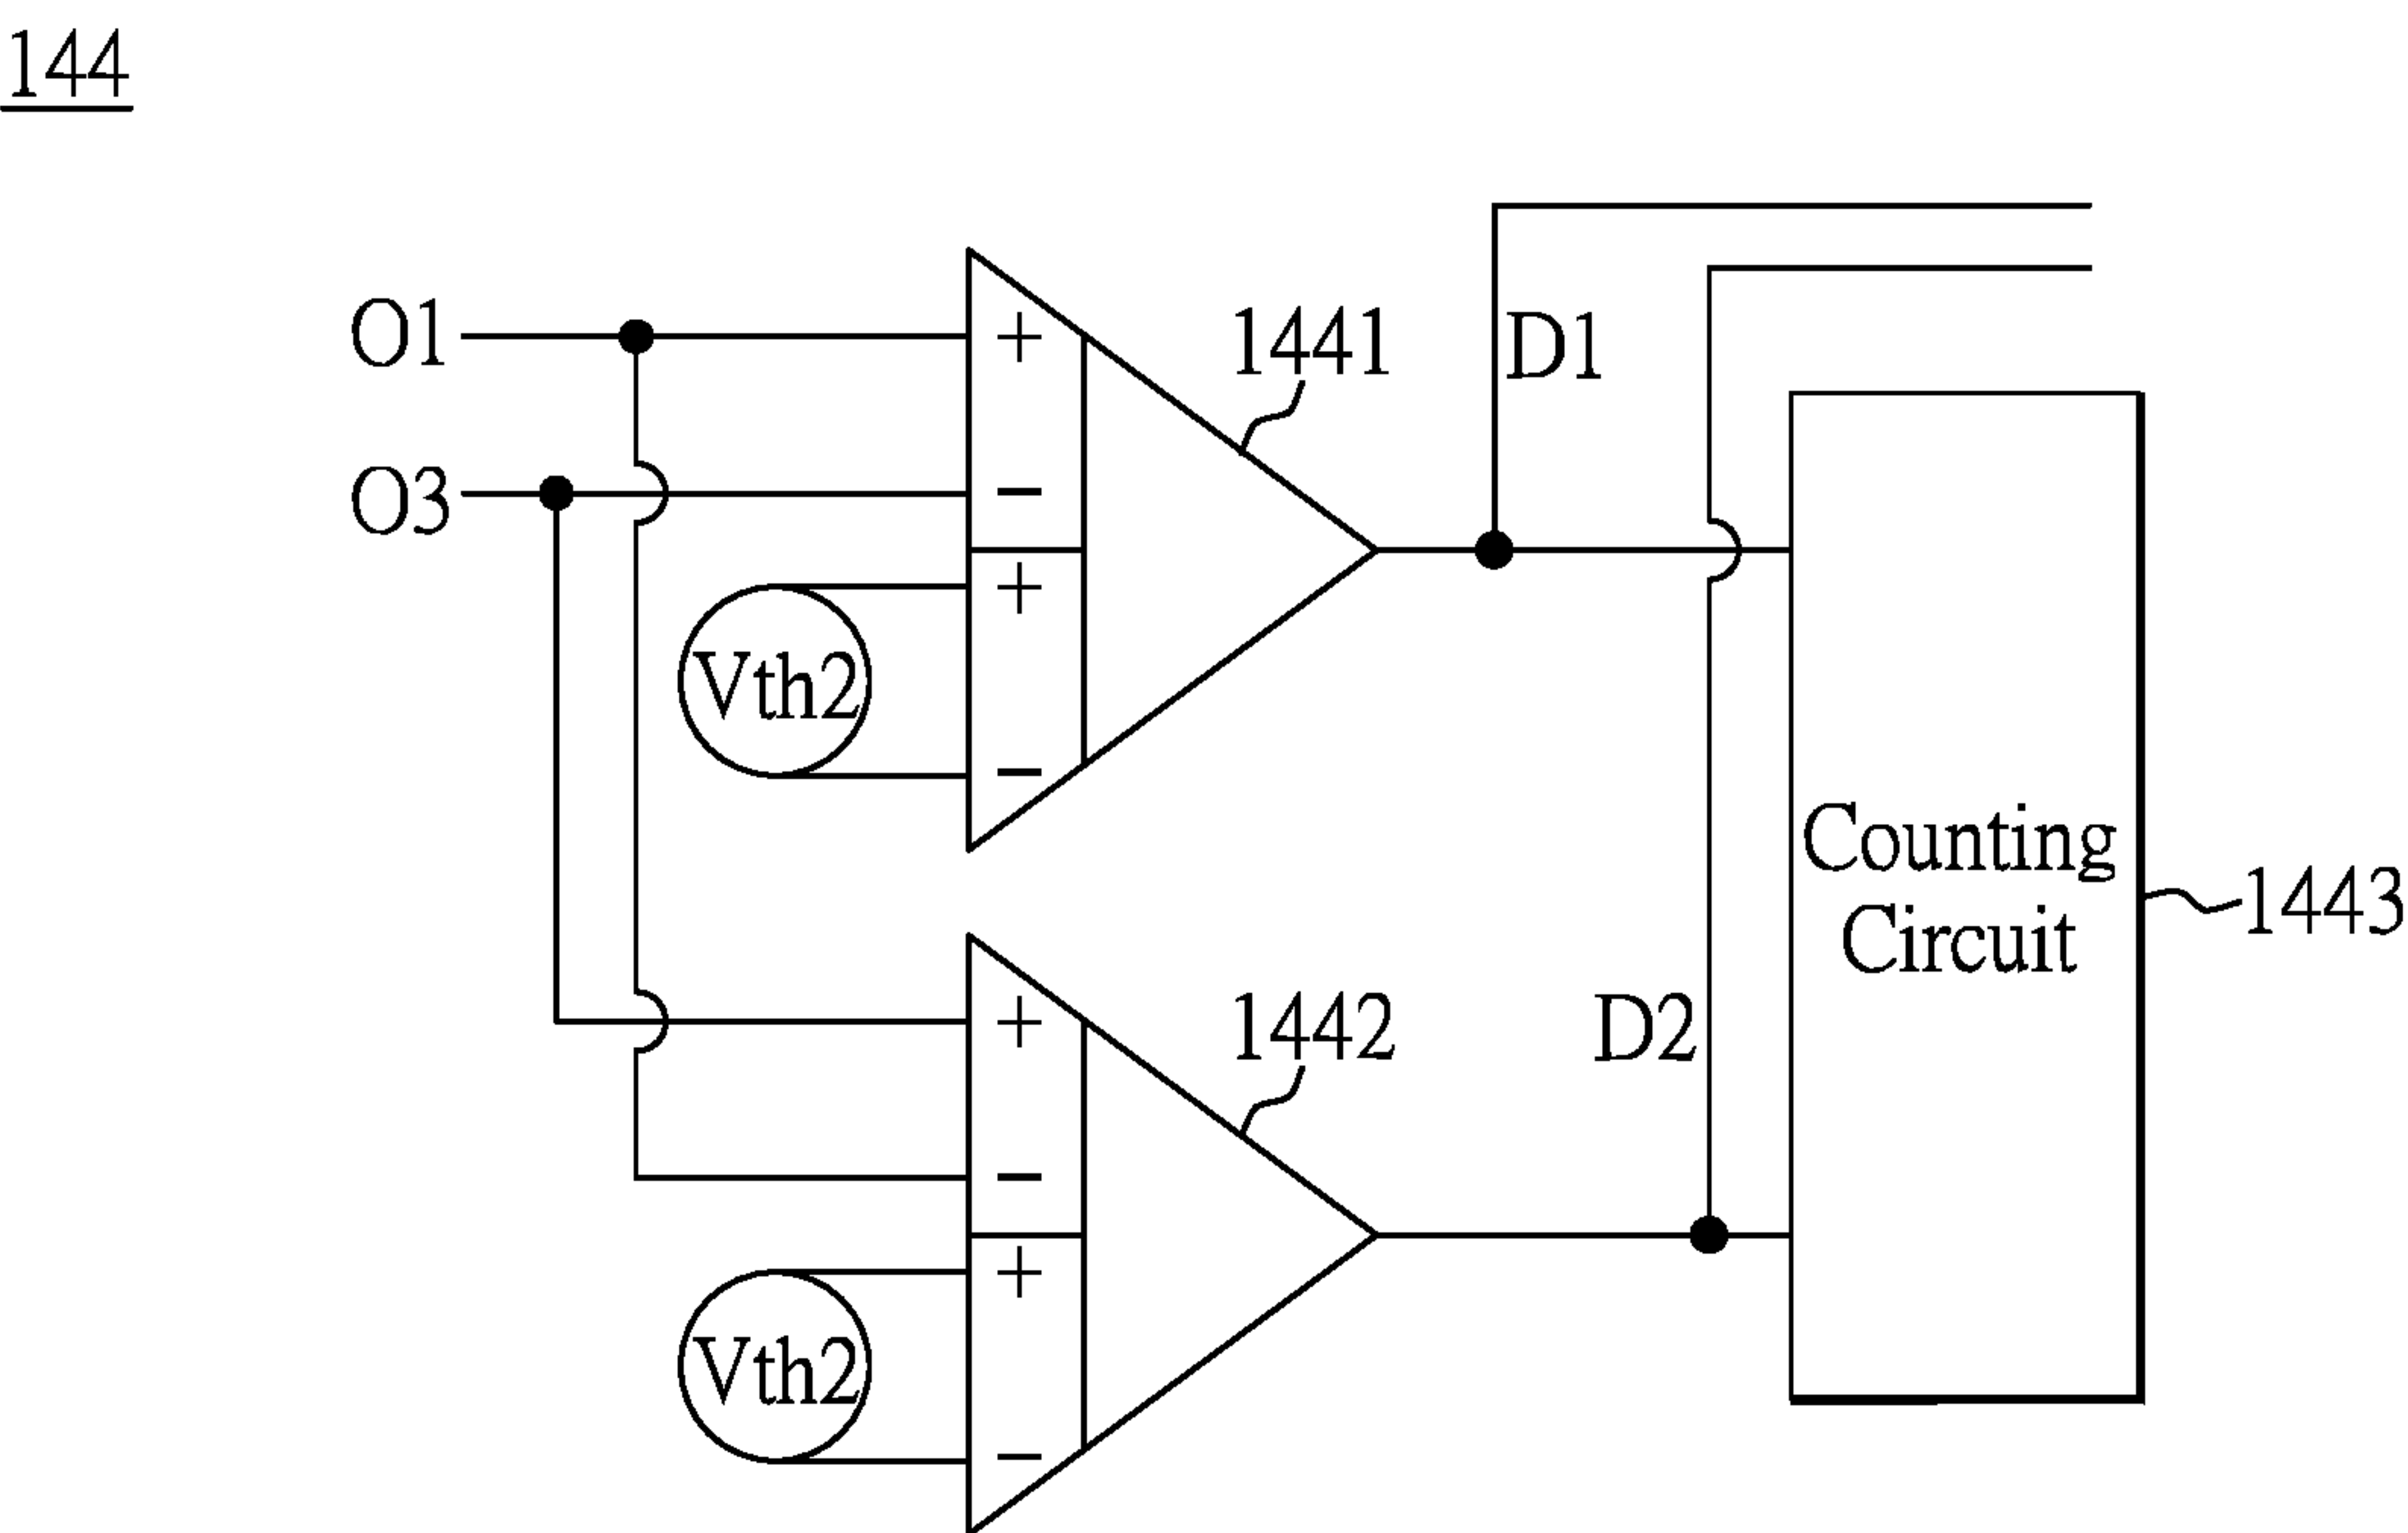 144
O1
O3
+
−
+
−
Vth2
1441
D1
+
−
+
−
Vth2
1442
D2
Counting
Circuit
1443